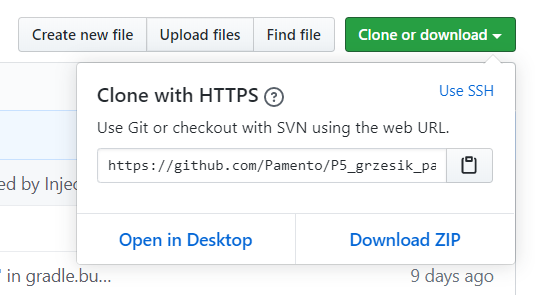 Create new file Upload files Find file Clone or download
Clone with HTTPS ? Use SSH
Use Git or checkout with SVN using the web URL.
https://github.com/Pamento/P5_grzesik_pa
ed by Injec
Open in Desktop Download ZIP
in gradle.bu… 9 days ago